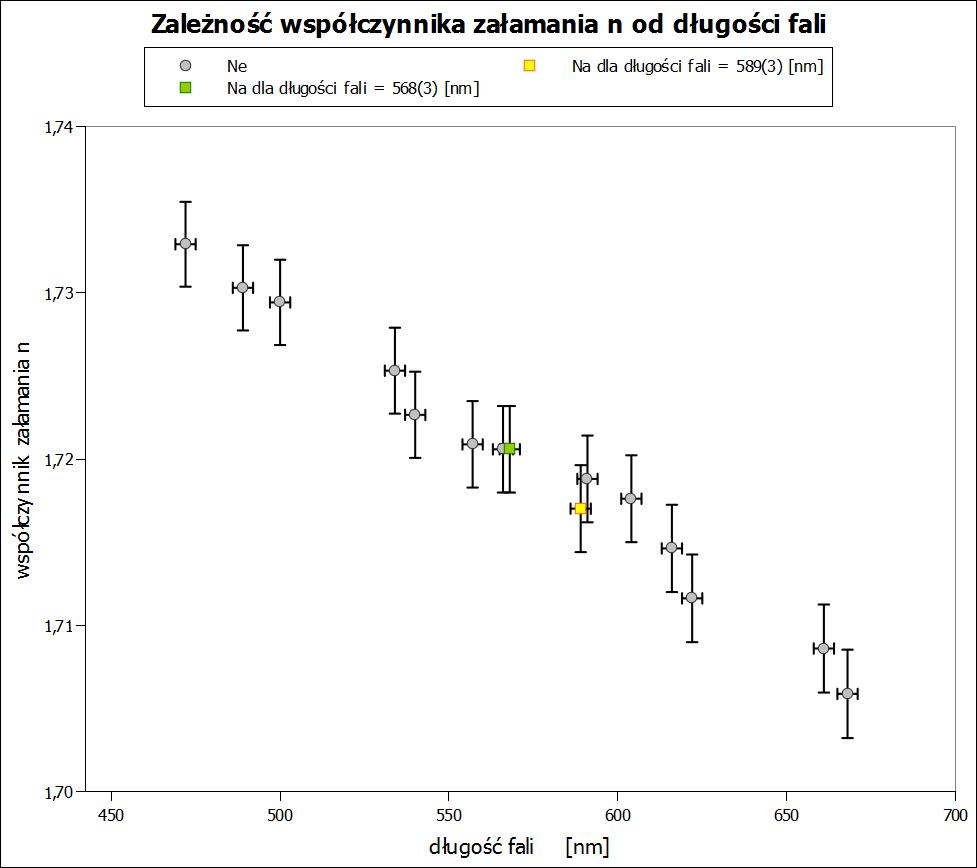 Zależność współczynnika załamania n od długości fali
Ne
Na dla długości fali = 589(3) [nm]
Na dla długości fali = 568(3) [nm]
1,74
1,73
1,72
1,71
1,70
współczynnik załamania n
450
500
550
600
650
700
długość fali [nm]